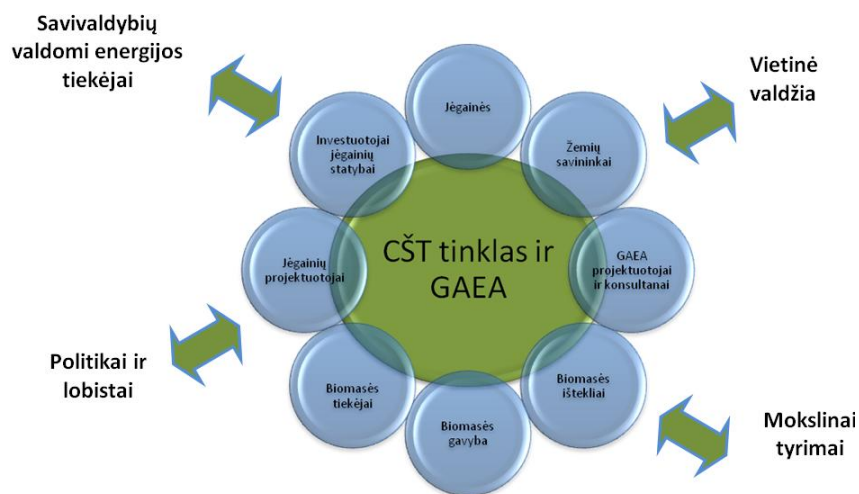 Savivaldybių
valdomi energijos
tiekėjai
Jėgainės
Vietinė
valdžia
Investuotojai
jėgainių
statybai
Žemių
savininkai
CŠT tinklas ir
GAEA
Jėgainių
projektuotojai
GAEA
projektuotojai
ir konsultanai
Politikai ir
lobistai
Biomasės
tiekėjai
Biomasės
gavyba
Biomasės
ištekliai
Mokslinai
tyrimai